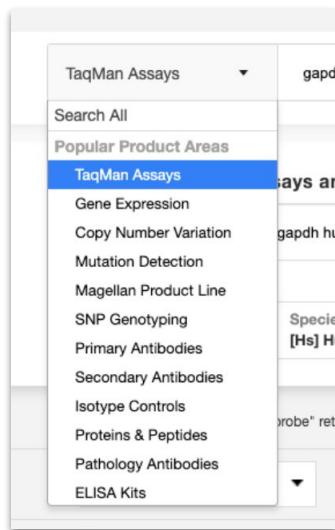 TaqMan Assays
gapd
Search All
Popular Product Areas
TaqMan Assays
says ar
Gene Expression
Copy Number Variation
gapdh hu
Mutation Detection
Magellan Product Line
SNP Genotyping
Specie
Primary Antibodies
[Hs] H
Secondary Antibodies
Isotype Controls
Proteins & Peptides
probe" ret
Pathology Antibodies
ELISA Kits